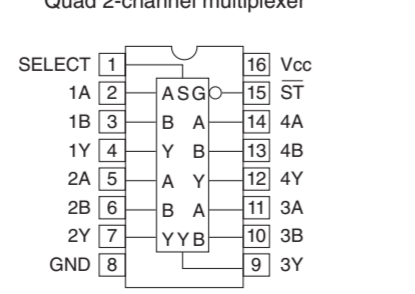 Quad 2-channel multiplexer
SELECT 1 16 Vcc
1A 2 A S G 15 ST
1B 3 B A 14 4A
1Y 4 Y B 13 4B
2A 5 A Y 12 4Y
2B 6 B A 11 3A
2Y 7 Y Y B 10 3B
GND 8 9 3Y